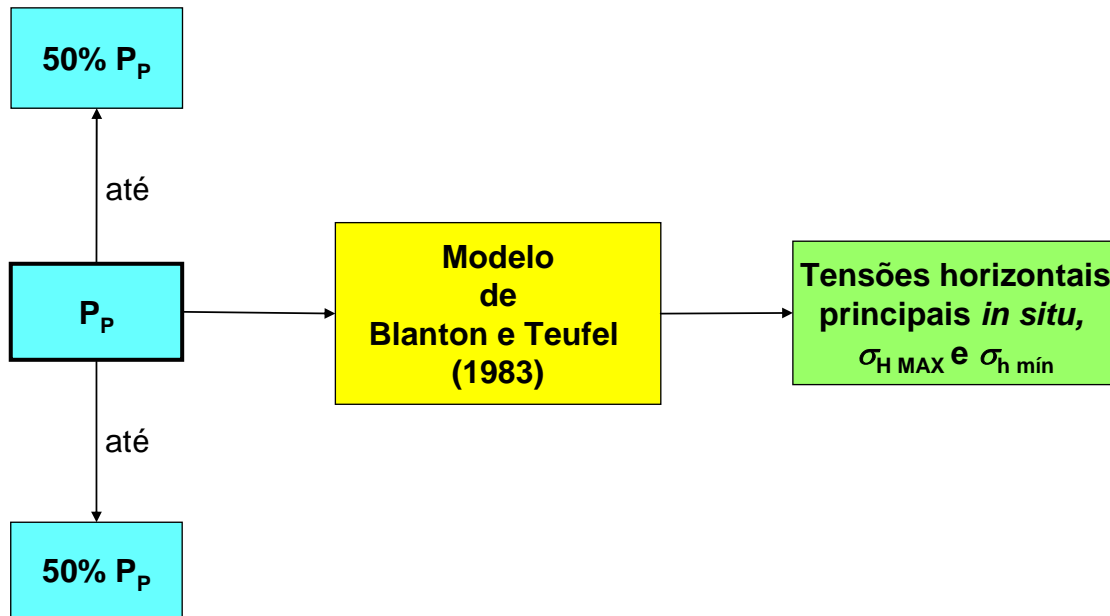 50% P_P
até
P_P
Modelo
de
Blanton e Teufel
(1983)
Tensões horizontais
principais in situ,
σ_H MAX e σ_h mín
até
50% P_P